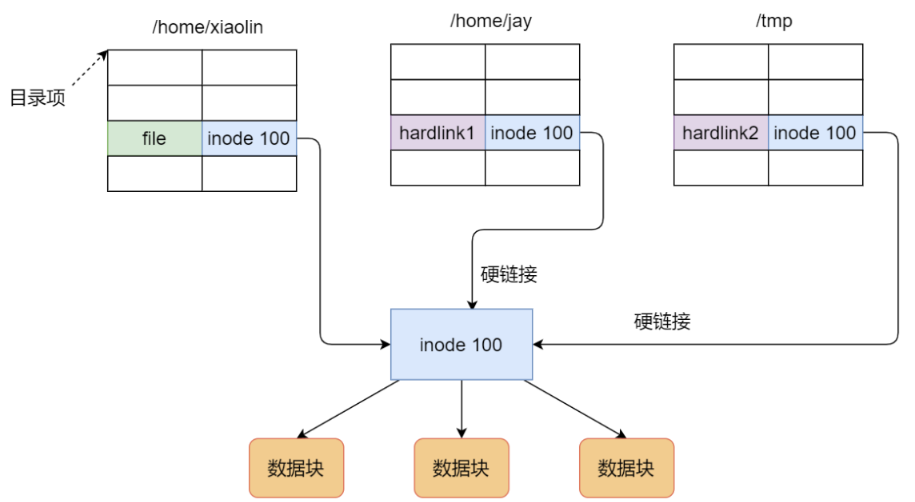 /home/xiaolin
/home/jay
/tmp
目录项
file
inode 100
hardlink1
inode 100
hardlink2
inode 100
硬链接
硬链接
inode 100
数据块
数据块
数据块